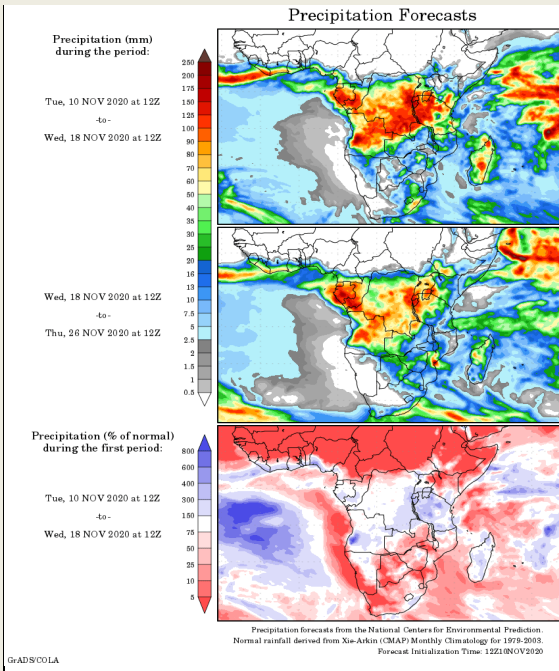 Precipitation Forecasts
Precipitation (mm)
during the period:
Tue, 10 NOV 2020 at 12Z
-to-
Wed, 18 NOV 2020 at 12Z
250
200
175
150
125
100
90
80
70
60
50
40
35
30
25
20
16
13
10
7.5
5
2.5
2
1.5
1
0.5
Wed, 18 NOV 2020 at 12Z
-to-
Thu, 26 NOV 2020 at 12Z
Precipitation (% of normal)
during the first period:
Tue, 10 NOV 2020 at 12Z
-to-
Wed, 18 NOV 2020 at 12Z
800
600
400
300
150
75
50
25
10
5
Precipitation forecasts from the National Centers for Environmental Prediction.
Normal rainfall derived from Xie-Arkin (CMAP) Monthly Climatology for 1979-2003.
Forecast Initialization Time: 12Z10NOV2020
GrADS/COLA